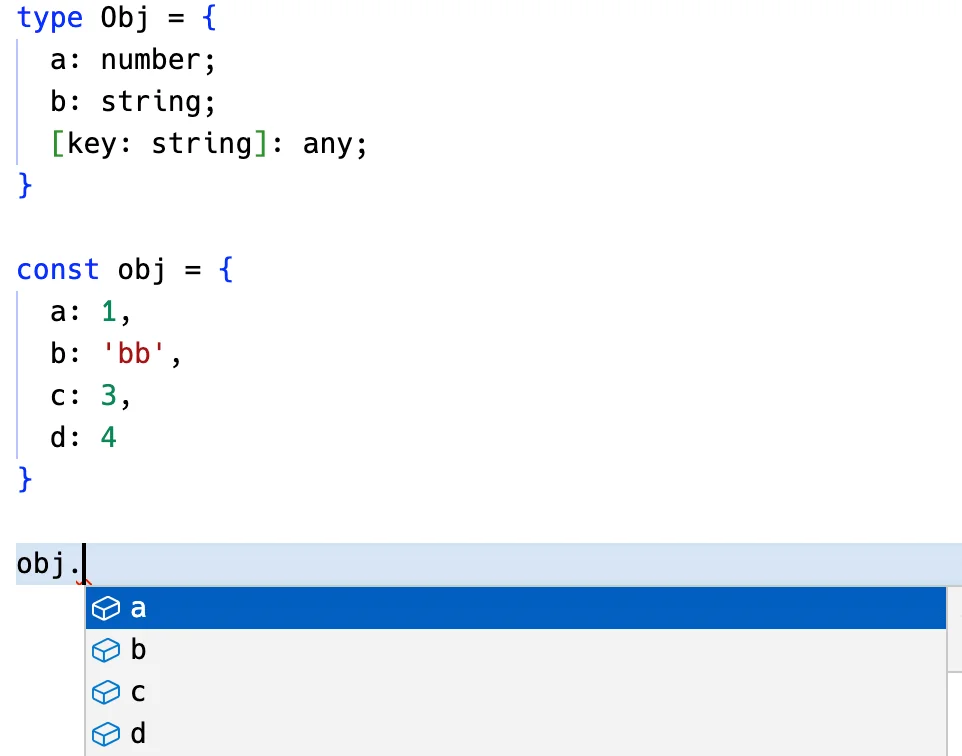 type Obj = {
  a: number;
  b: string;
  [key: string]: any;
}

const obj = {
  a: 1,
  b: 'bb',
  c: 3,
  d: 4
}

obj.
a
b
c
d